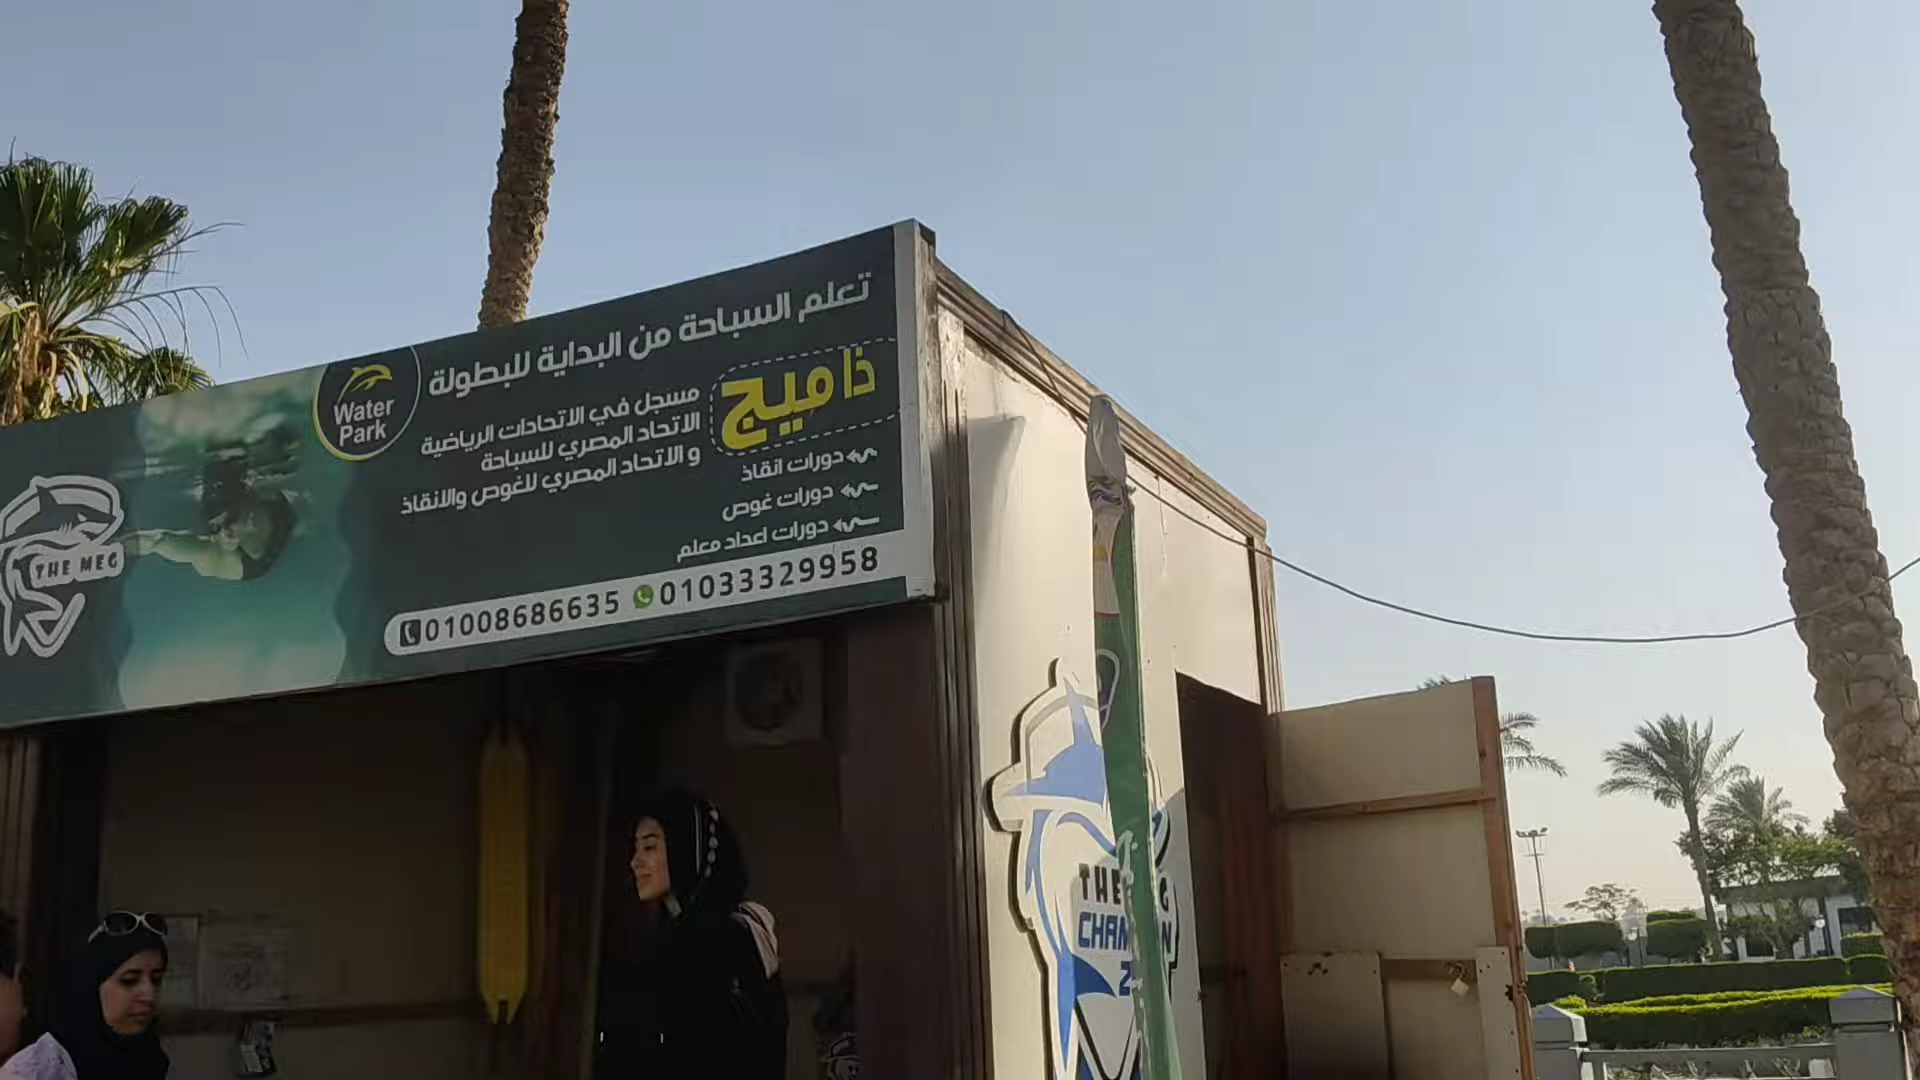 تعلم السباحة من البداية للبطولة
Water
Park
ذا ميج
مسجل في الاتحادات الرياضية
الاتحاد المصري للسباحة
و الاتحاد المصري للغوص والانقاذ
دورات انقاذ
دورات غوص
دورات اعداد معلم
01008686635 01033329958
THE MEG
THE